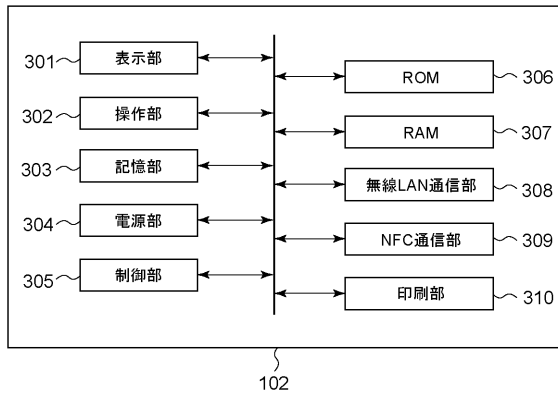 301 表示部
302 操作部
303 記憶部
304 電源部
305 制御部
ROM 306
RAM 307
無線LAN通信部 308
NFC通信部 309
印刷部 310
102